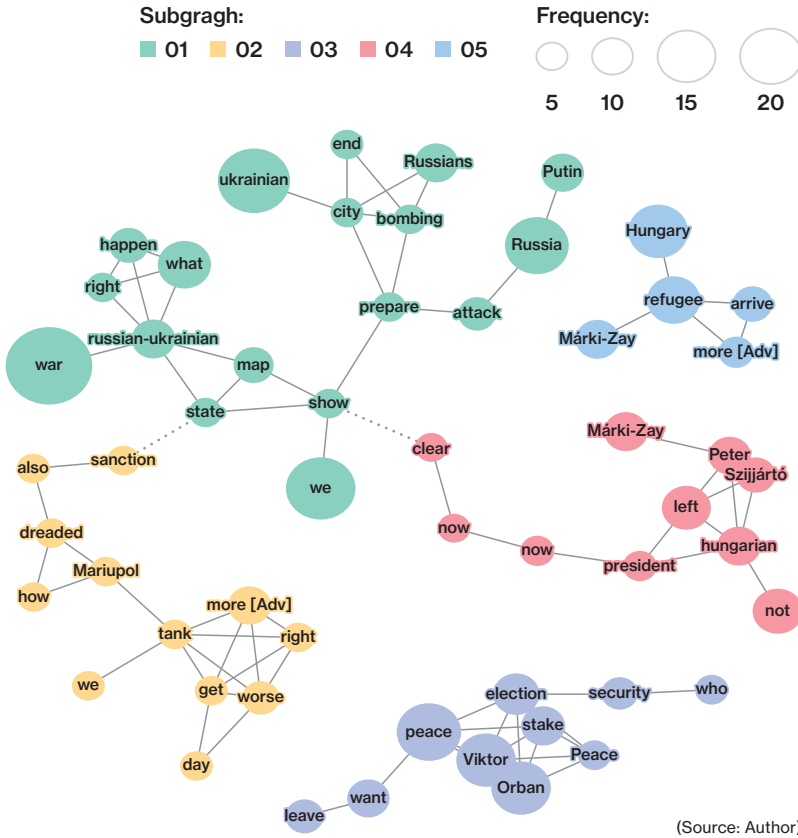 Subgragh:
01 02 03 04 05
Frequency:
5 10 15 20
end
Russians
ukrainian
Putin
city
bombing
Hungary
happen
Russia
what
right
refugee
arrive
prepare
attack
russian-ukrainian
Márki-Zay
more [Adv]
war
map
state
show
Márki-Zay
clear
sanction
Peter
also
Szijjártó
we
left
now
dreaded
hungarian
now
president
Mariupol
how
more [Adv]
not
tank
right
we
get
worse
election
security
who
stake
peace
Viktor
Peace
day
Orban
want
leave
(Source: Author)